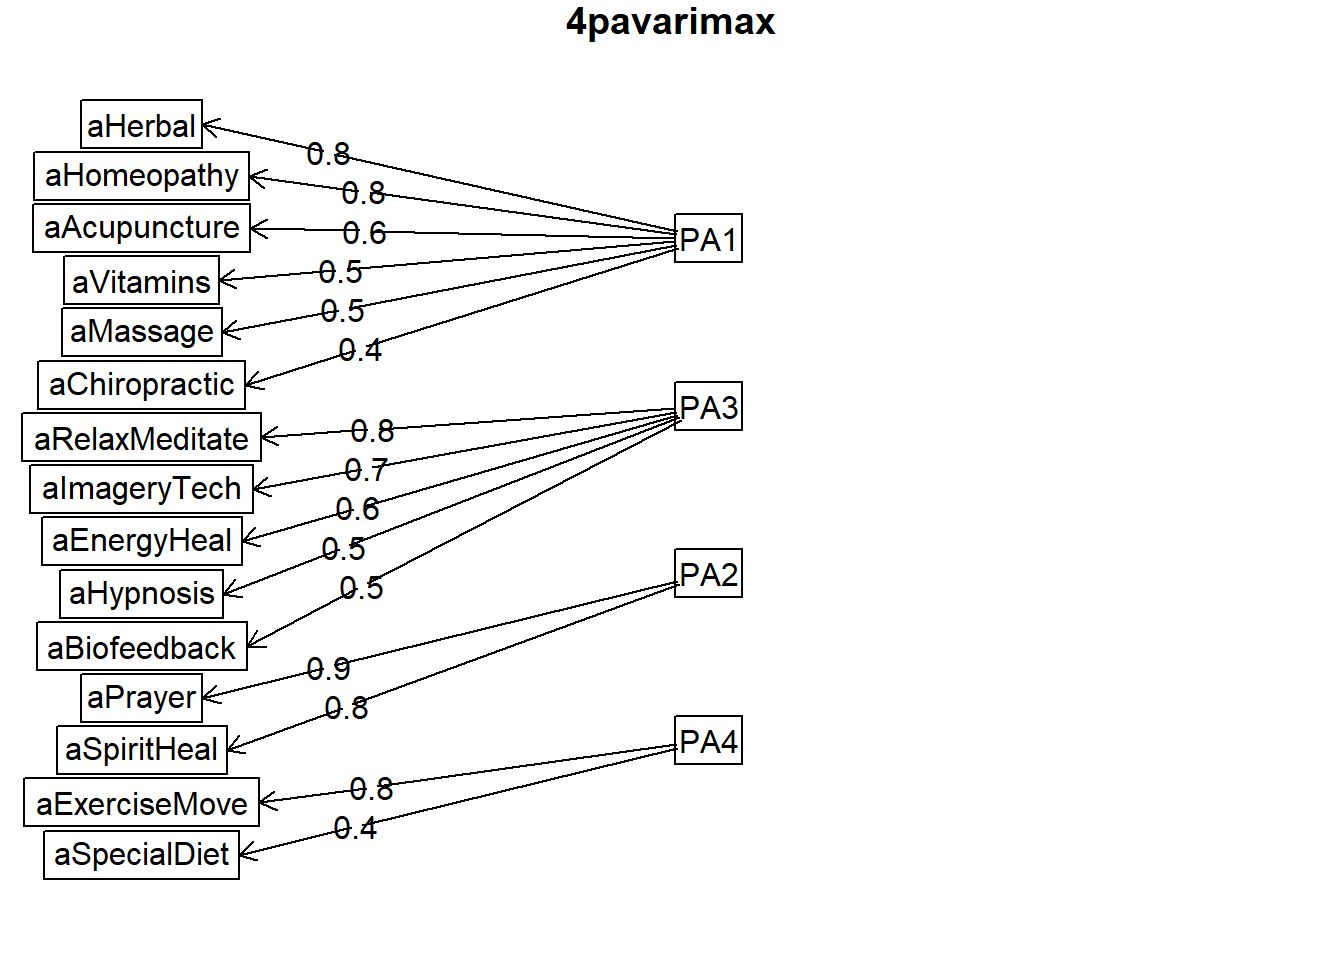 4pavarimax
aHerbal
aHomeopathy
aAcupuncture
aVitamins
aMassage
aChiropractic
aRelaxMeditate
aImageryTech
aEnergyHeal
aHypnosis
aBiofeedback
aPrayer
aSpiritHeal
aExerciseMove
aSpecialDiet
0.8
0.8
0.6
0.5
0.5
0.4
0.8
0.7
0.6
0.5
0.5
0.9
0.8
0.8
0.4
PA1
PA3
PA2
PA4